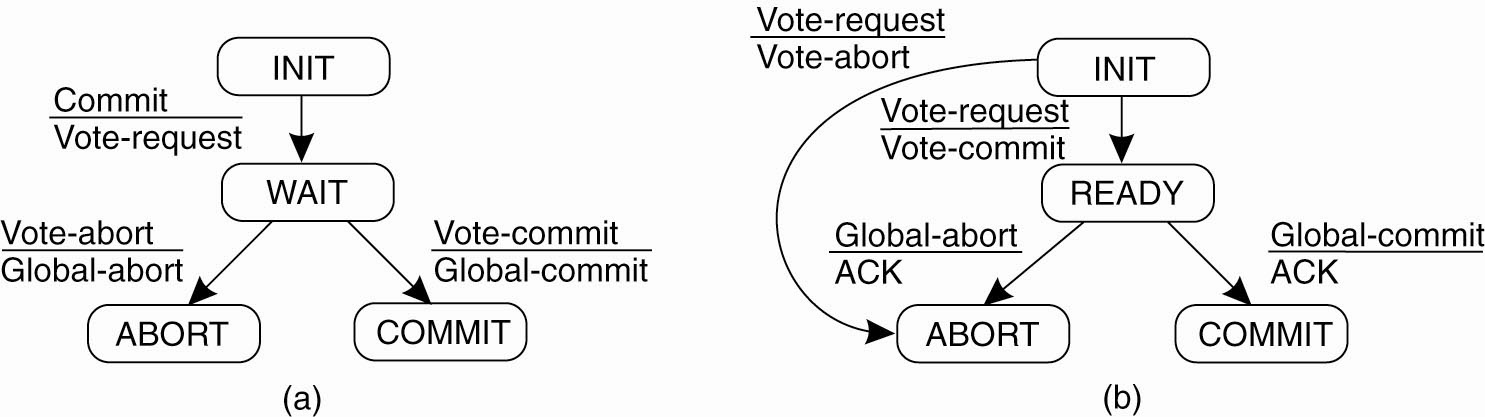 INIT
Commit
Vote-request
WAIT
Vote-abort
Global-abort
Vote-commit
Global-commit
ABORT
COMMIT
(a)
Vote-request
Vote-abort
INIT
Vote-request
Vote-commit
READY
Global-abort
ACK
Global-commit
ACK
ABORT
COMMIT
(b)